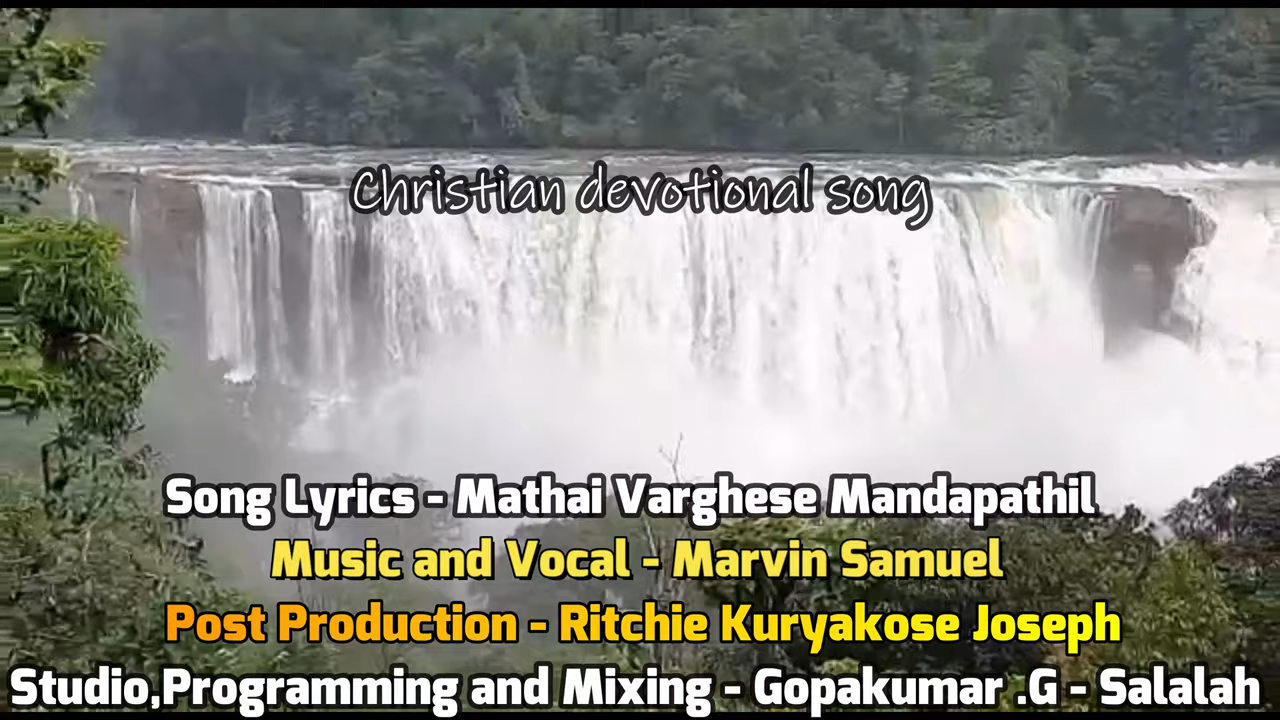 Christian devotional song
Song Lyrics - Mathai Varghese Mandapathil
Music and Vocal - Marvin Samuel
Post Production - Ritchie Kuryakose Joseph
Studio,Programming and Mixing - Gopakumar .G - Salalah